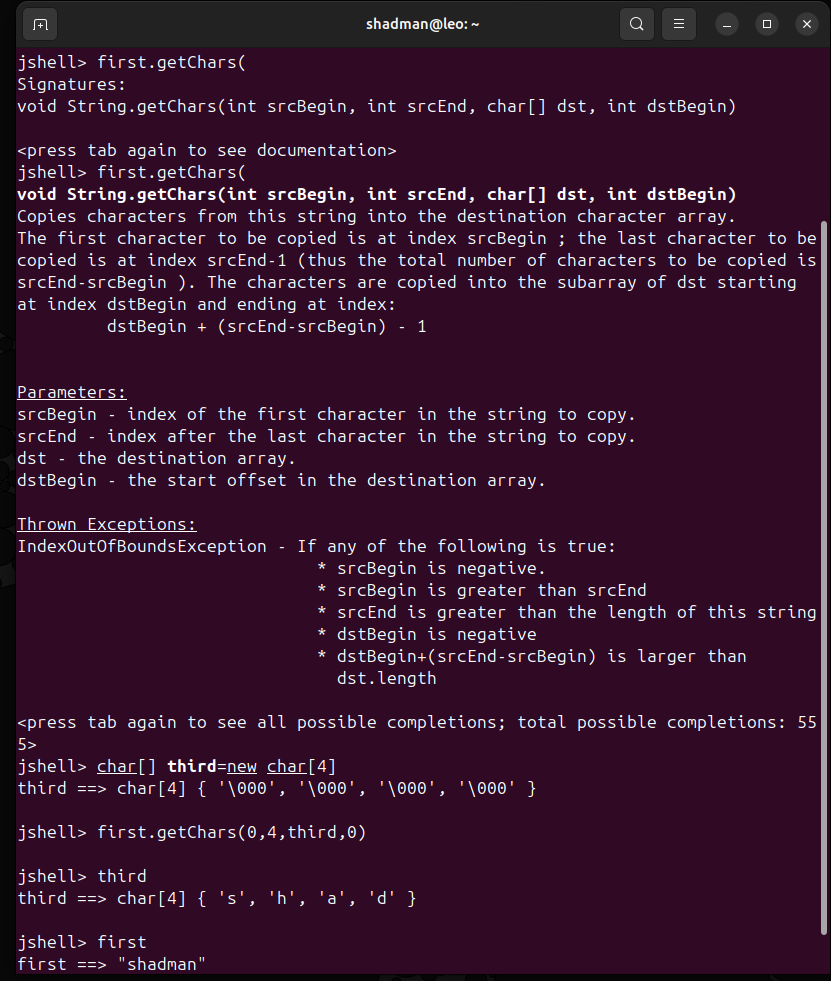 shadman@leo: ~
jshell> first.getChars(
Signatures:
void String.getChars(int srcBegin, int srcEnd, char[] dst, int dstBegin)
<press tab again to see documentation>
jshell> first.getChars(
void String.getChars(int srcBegin, int srcEnd, char[] dst, int dstBegin)
Copies characters from this string into the destination character array.
The first character to be copied is at index srcBegin ; the last character to be
copied is at index srcEnd-1 (thus the total number of characters to be copied is
srcEnd-srcBegin ). The characters are copied into the subarray of dst starting
at index dstBegin and ending at index:
dstBegin + (srcEnd-srcBegin) - 1
Parameters:
srcBegin - index of the first character in the string to copy.
srcEnd - index after the last character in the string to copy.
dst - the destination array.
dstBegin - the start offset in the destination array.
Thrown Exceptions:
IndexOutOfBoundsException - If any of the following is true:
* srcBegin is negative.
* srcBegin is greater than srcEnd
* srcEnd is greater than the length of this string
* dstBegin is negative
* dstBegin+(srcEnd-srcBegin) is larger than
dst.length
<press tab again to see all possible completions; total possible completions: 55
5>
jshell> char[] third=new char[4]
third ==> char[4] { '\000', '\000', '\000', '\000' }
jshell> first.getChars(0,4,third,0)
jshell> third
third ==> char[4] { 's', 'h', 'a', 'd' }
jshell> first
first ==> "shadman"